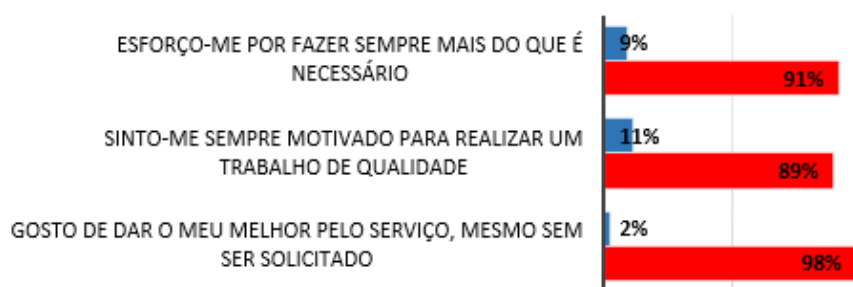 ESFORÇO-ME POR FAZER SEMPRE MAIS DO QUE É
NECESSÁRIO
9%
91%
SINTO-ME SEMPRE MOTIVADO PARA REALIZAR UM
TRABALHO DE QUALIDADE
11%
89%
GOSTO DE DAR O MEU MELHOR PELO SERVIÇO, MESMO SEM
SER SOLICITADO
2%
98%